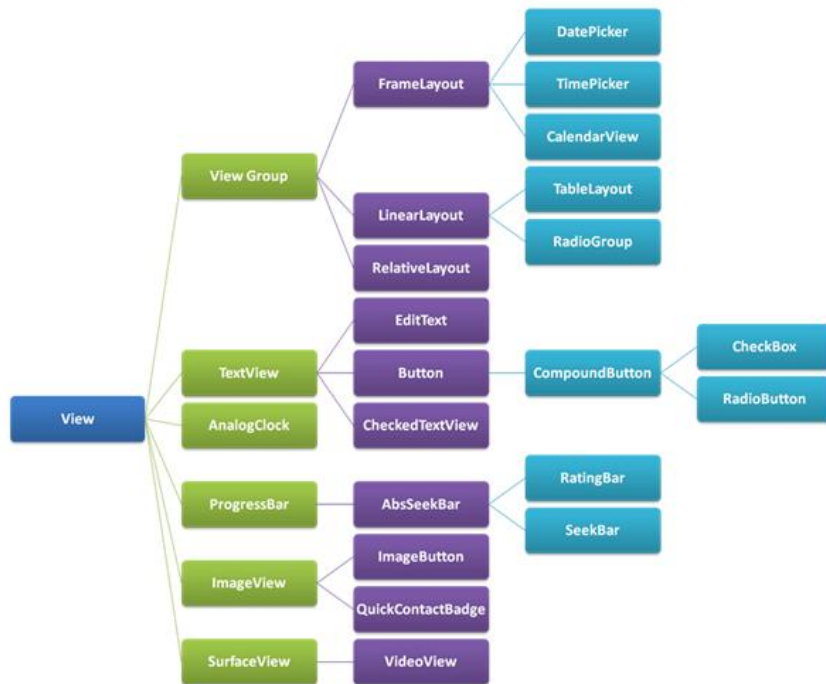 DatePicker
FrameLayout
TimePicker
CalendarView
View Group
TableLayout
LinearLayout
RadioGroup
RelativeLayout
EditText
CheckBox
TextView
Button
CompoundButton
RadioButton
View
AnalogClock
CheckedTextView
RatingBar
ProgressBar
AbsSeekBar
SeekBar
ImageButton
ImageView
QuickContactBadge
SurfaceView
VideoView